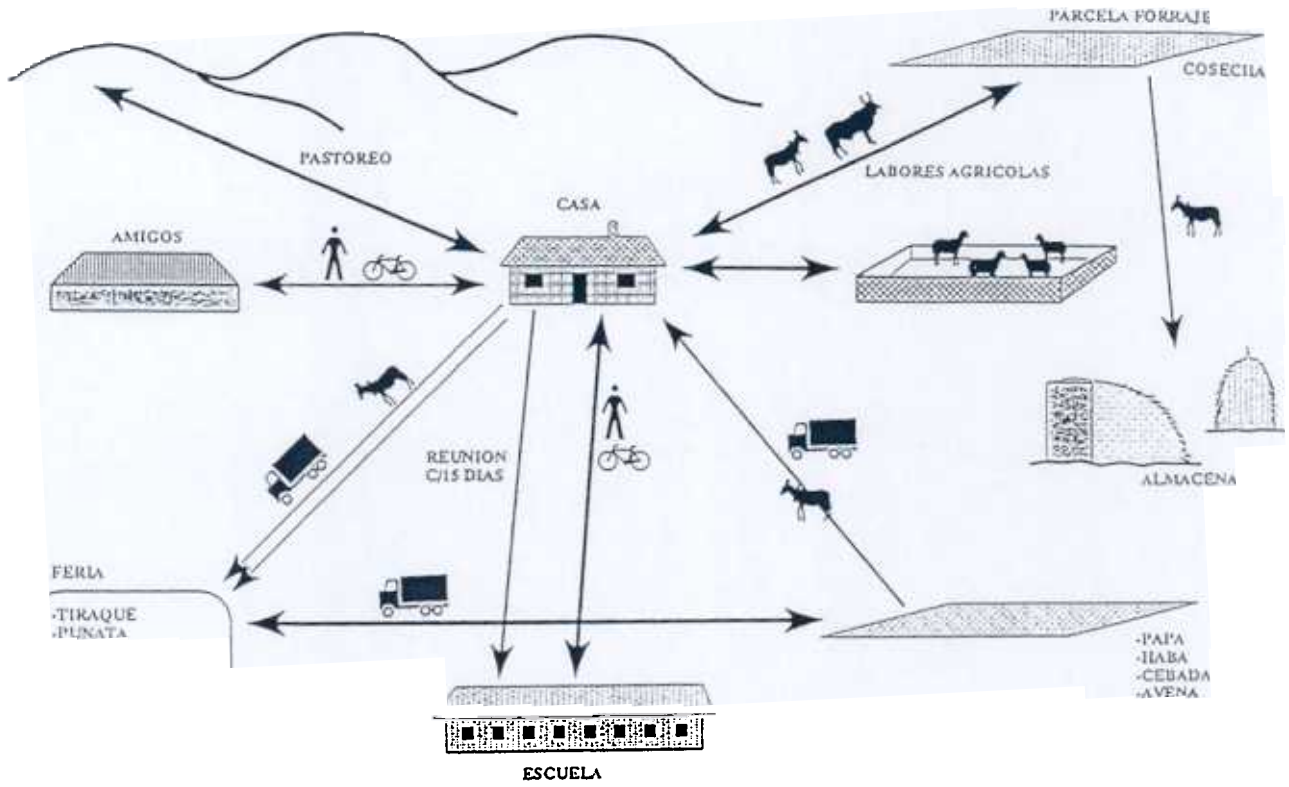 PARCELA FORRAJE
COSECHA
PASTOREO
LABORES AGRICOLAS
CASA
AMIGOS
REUNION
C/15 DIAS
ALMACENA
FERIA
-TIRAQUE
-PUNATA
-PAPA
-HABA
-CEBADA
-AVENA
ESCUELA